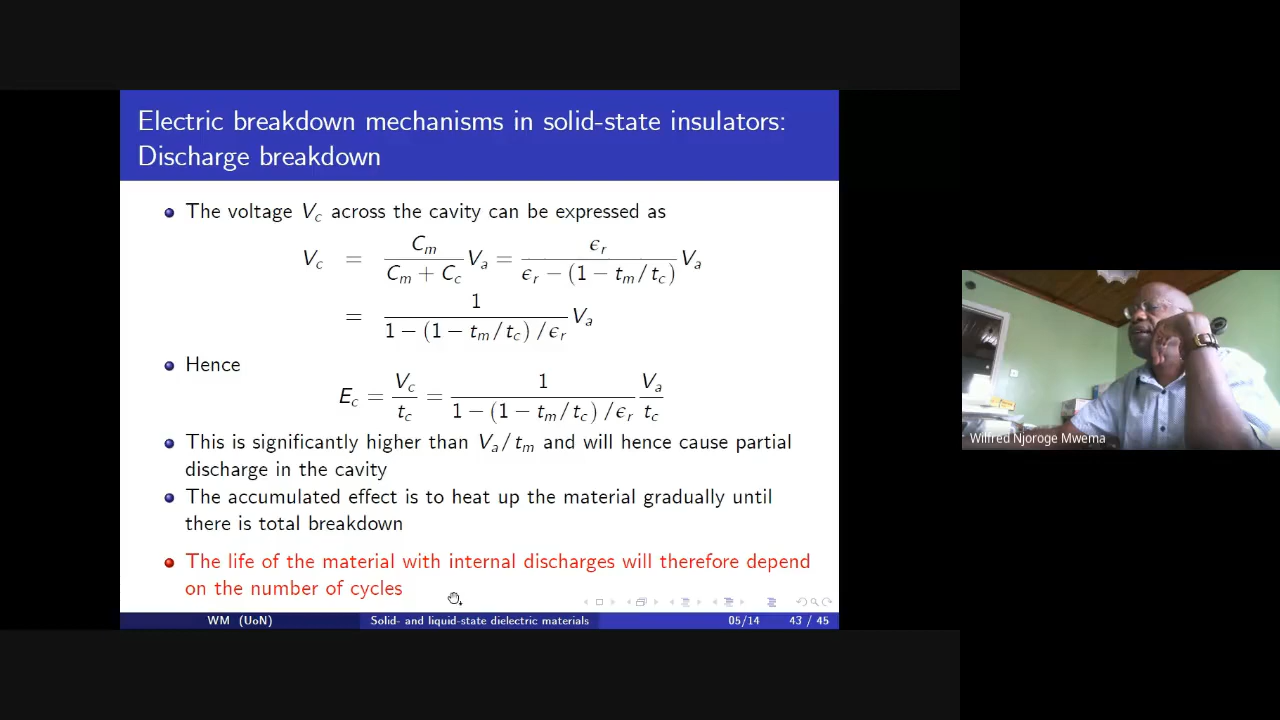 Electric breakdown mechanisms in solid-state insulators:
Discharge breakdown
The voltage V_c across the cavity can be expressed as
V_c = C_m / (C_m + C_c) V_a = ϵ_r / (ϵ_r − (1 − t_m/t_c)) V_a
= 1 / (1 − (1 − t_m/t_c) /ϵ_r) V_a
Hence
E_c = V_c / t_c = 1 / (1 − (1 − t_m/t_c) /ϵ_r) V_a / t_c
This is significantly higher than V_a/t_m and will hence cause partial
discharge in the cavity
The accumulated effect is to heat up the material gradually until
there is total breakdown
The life of the material with internal discharges will therefore depend
on the number of cycles
WM (UoN) Solid- and liquid-state dielectric materials 05/14 43 / 45
Wilfred Njoroge Mwema